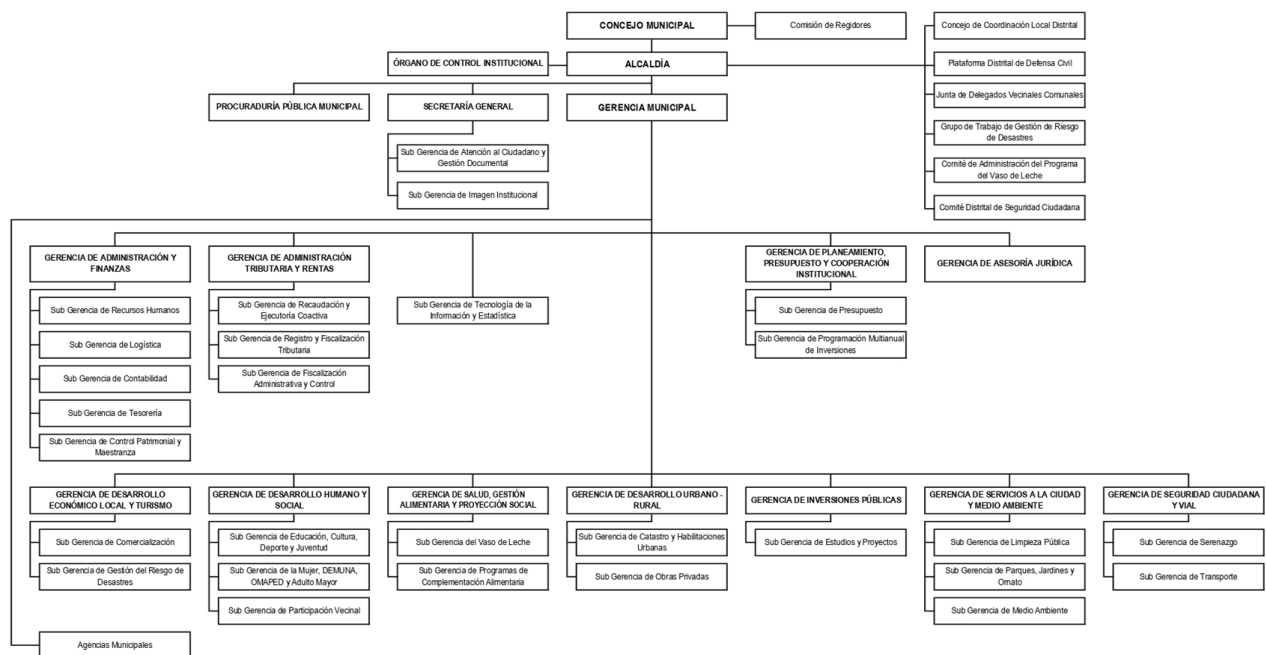 CONCEJO MUNICIPAL
Comisión de Regidores
Concejo de Coordinación Local Distrital
ÓRGANO DE CONTROL INSTITUCIONAL
ALCALDÍA
Plataforma Distrital de Defensa Civil
PROCURADURÍA PÚBLICA MUNICIPAL
SECRETARÍA GENERAL
GERENCIA MUNICIPAL
Junta de Delegados Vecinales Comunales
Grupo de Trabajo de Gestión de Riesgo
de Desastres
Sub Gerencia de Atención al Ciudadano y
Gestión Documental
Comité de Administración del Programa
del Vaso de Leche
Sub Gerencia de Imagen Institucional
Comité Distrital de Seguridad Ciudadana
GERENCIA DE ADMINISTRACIÓN Y
FINANZAS
GERENCIA DE ADMINISTRACIÓN
TRIBUTARIA Y RENTAS
GERENCIA DE PLANEAMIENTO,
PRESUPUESTO Y COOPERACIÓN
INSTITUCIONAL
GERENCIA DE ASESORÍA JURÍDICA
Sub Gerencia de Recursos Humanos
Sub Gerencia de Recaudación y
Ejecutoría Coactiva
Sub Gerencia de Tecnología de la
Información y Estadística
Sub Gerencia de Presupuesto
Sub Gerencia de Logística
Sub Gerencia de Registro y Fiscalización
Tributaria
Sub Gerencia de Programación Multianual
de Inversiones
Sub Gerencia de Contabilidad
Sub Gerencia de Fiscalización
Administrativa y Control
Sub Gerencia de Tesorería
Sub Gerencia de Control Patrimonial y
Maestranza
GERENCIA DE DESARROLLO
ECONÓMICO LOCAL Y TURISMO
GERENCIA DE DESARROLLO HUMANO Y
SOCIAL
GERENCIA DE SALUD, GESTIÓN
ALIMENTARIA Y PROYECCIÓN SOCIAL
GERENCIA DE DESARROLLO URBANO -
RURAL
GERENCIA DE INVERSIONES PÚBLICAS
GERENCIA DE SERVICIOS A LA CIUDAD
Y MEDIO AMBIENTE
GERENCIA DE SEGURIDAD CIUDADANA
Y VIAL
Sub Gerencia de Comercialización
Sub Gerencia de Educación, Cultura,
Deporte y Juventud
Sub Gerencia del Vaso de Leche
Sub Gerencia de Catastro y Habilitaciones
Urbanas
Sub Gerencia de Estudios y Proyectos
Sub Gerencia de Limpieza Pública
Sub Gerencia de Serenazgo
Sub Gerencia de Gestión del Riesgo de
Desastres
Sub Gerencia de la Mujer, DEMUNA,
OMAPED y Adulto Mayor
Sub Gerencia de Programas de
Complementación Alimentaria
Sub Gerencia de Obras Privadas
Sub Gerencia de Parques, Jardines y
Ornato
Sub Gerencia de Transporte
Sub Gerencia de Participación Vecinal
Sub Gerencia de Medio Ambiente
Agencias Municipales